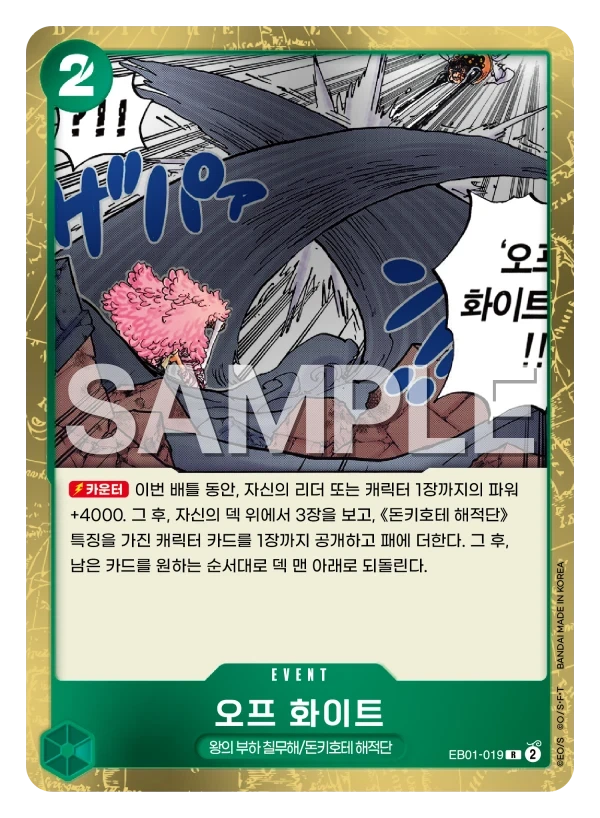 2
?!!
ザパァ
'오프
화이트
!!
SAMPLE
카운터 이번 배틀 동안, 자신의 리더 또는 캐릭터 1장까지의 파워
+4000. 그 후, 자신의 덱 위에서 3장을 보고, 《돈키호테 해적단》
특징을 가진 캐릭터 카드를 1장까지 공개하고 패에 더한다. 그 후,
남은 카드를 원하는 순서대로 덱 맨 아래로 되돌린다.
EVENT
오프 화이트
왕의 부하 칠무해/돈키호테 해적단
EB01-019 R 2
©EO/S ©O/S·F·T BANDAI MADE IN KOREA